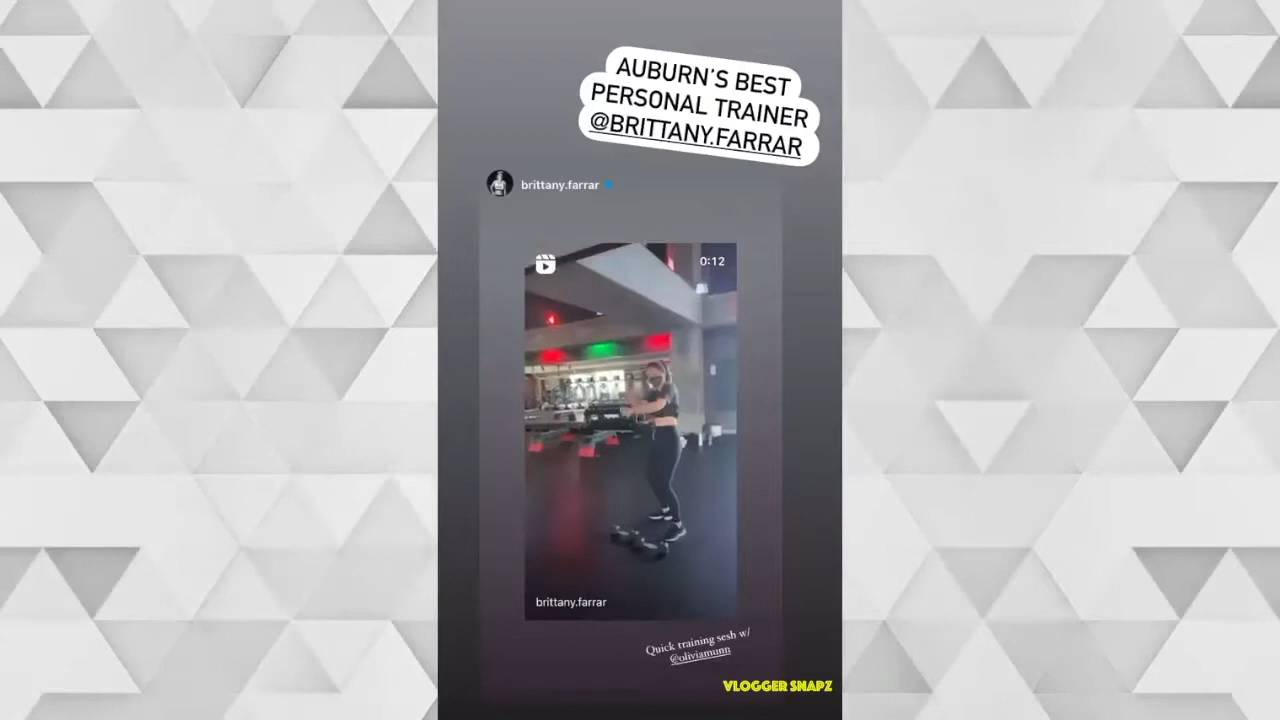 AUBURN'S BEST
PERSONAL TRAINER
@BRITTANY.FARRAR
brittany.farrar
0:12
brittany.farrar
Quick training sesh w/
@oliviamunn
VLOGGER SNAPZ